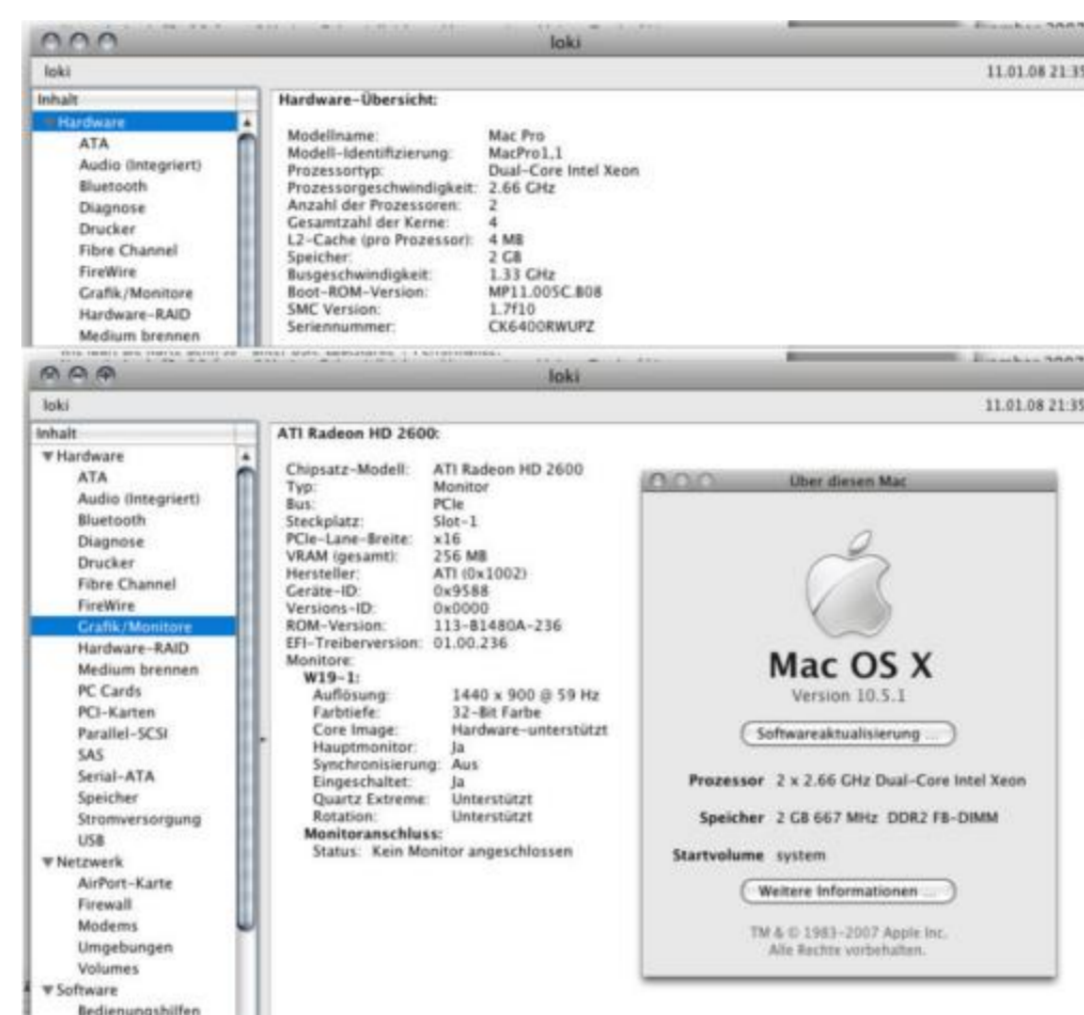 loki
loki
11.01.08 21:35
Inhalt
Hardware
ATA
Audio (Integriert)
Bluetooth
Diagnose
Drucker
Fibre Channel
FireWire
Grafik/Monitore
Hardware-RAID
Medium brennen
Hardware-Übersicht:
Modellname: Mac Pro
Modell-Identifizierung: MacPro1,1
Prozessortyp: Dual-Core Intel Xeon
Prozessorgeschwindigkeit: 2.66 GHz
Anzahl der Prozessoren: 2
Gesamtzahl der Kerne: 4
L2-Cache (pro Prozessor): 4 MB
Speicher: 2 GB
Busgeschwindigkeit: 1.33 GHz
Boot-ROM-Version: MP11.005C.B08
SMC Version: 1.7f10
Seriennummer: CK6400RWUPZ
loki
loki
11.01.08 21:35
Inhalt
Hardware
ATA
Audio (Integriert)
Bluetooth
Diagnose
Drucker
Fibre Channel
FireWire
Grafik/Monitore
Hardware-RAID
Medium brennen
PC Cards
PCI-Karten
Parallel-SCSI
SAS
Serial-ATA
Speicher
Stromversorgung
USB
Netzwerk
AirPort-Karte
Firewall
Modems
Umgebungen
Volumes
Software
Bedienungshilfen
ATI Radeon HD 2600:
Chipsatz-Modell: ATI Radeon HD 2600
Typ: Monitor
Bus: PCIe
Steckplatz: Slot-1
PCIe-Lane-Breite: x16
VRAM (gesamt): 256 MB
Hersteller: ATI (0x1002)
Geräte-ID: 0x9588
Versions-ID: 0x0000
ROM-Version: 113-B1480A-236
EFI-Treiberversion: 01.00.236
Monitore:
W19-1:
Auflösung: 1440 x 900 @ 59 Hz
Farbtiefe: 32-Bit Farbe
Core Image: Hardware-unterstützt
Hauptmonitor: Ja
Synchronisierung: Aus
Eingeschaltet: Ja
Quartz Extreme: Unterstützt
Rotation: Unterstützt
Monitoranschluss:
Status: Kein Monitor angeschlossen
Über diesen Mac
Mac OS X
Version 10.5.1
Softwareaktualisierung ...
Prozessor 2 x 2.66 GHz Dual-Core Intel Xeon
Speicher 2 GB 667 MHz DDR2 FB-DIMM
Startvolume system
Weitere Informationen ...
TM & © 1983-2007 Apple Inc.
Alle Rechte vorbehalten.